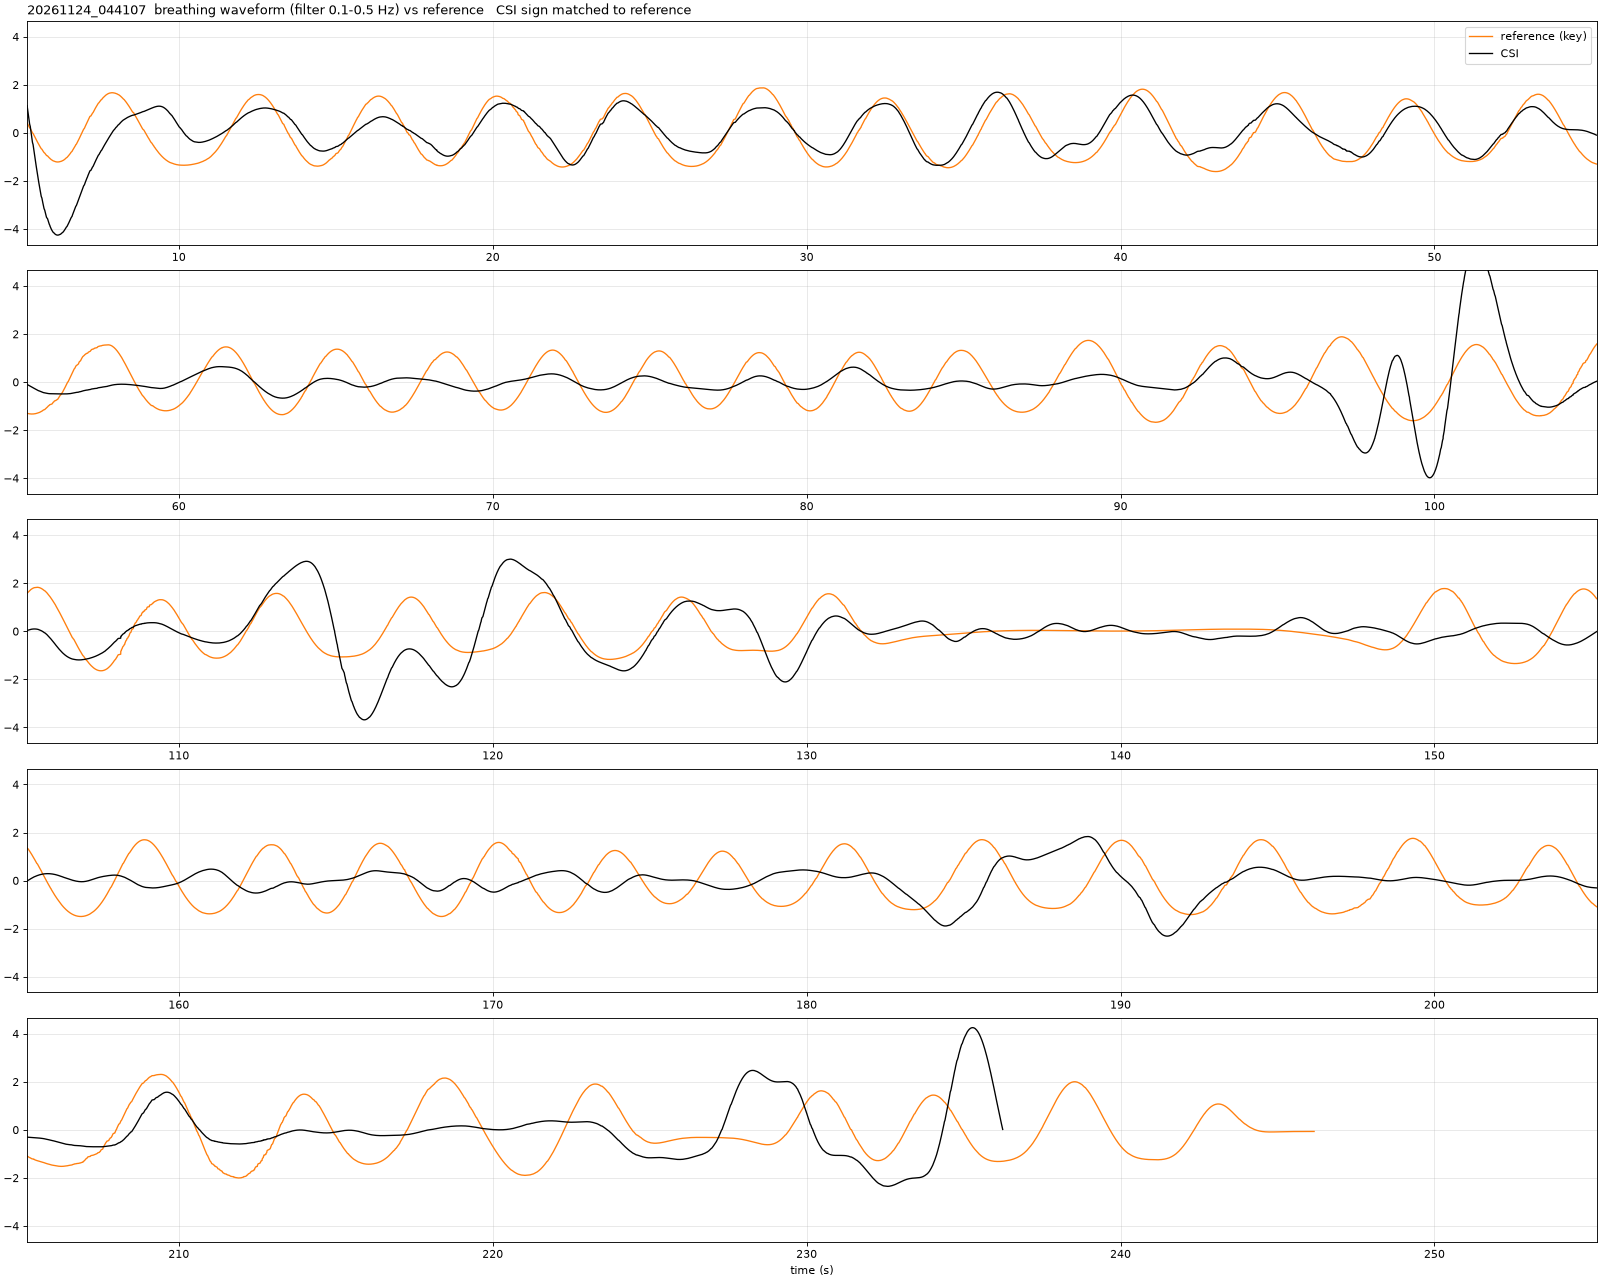 20261124_044107  breathing waveform (filter 0.1-0.5 Hz) vs reference   CSI sign matched to reference
reference (key)
CSI
4
2
0
−2
−4
10 20 30 40 50
4
2
0
−2
−4
60 70 80 90 100
4
2
0
−2
−4
110 120 130 140 150
4
2
0
−2
−4
160 170 180 190 200
4
2
0
−2
−4
210 220 230 240 250
time (s)